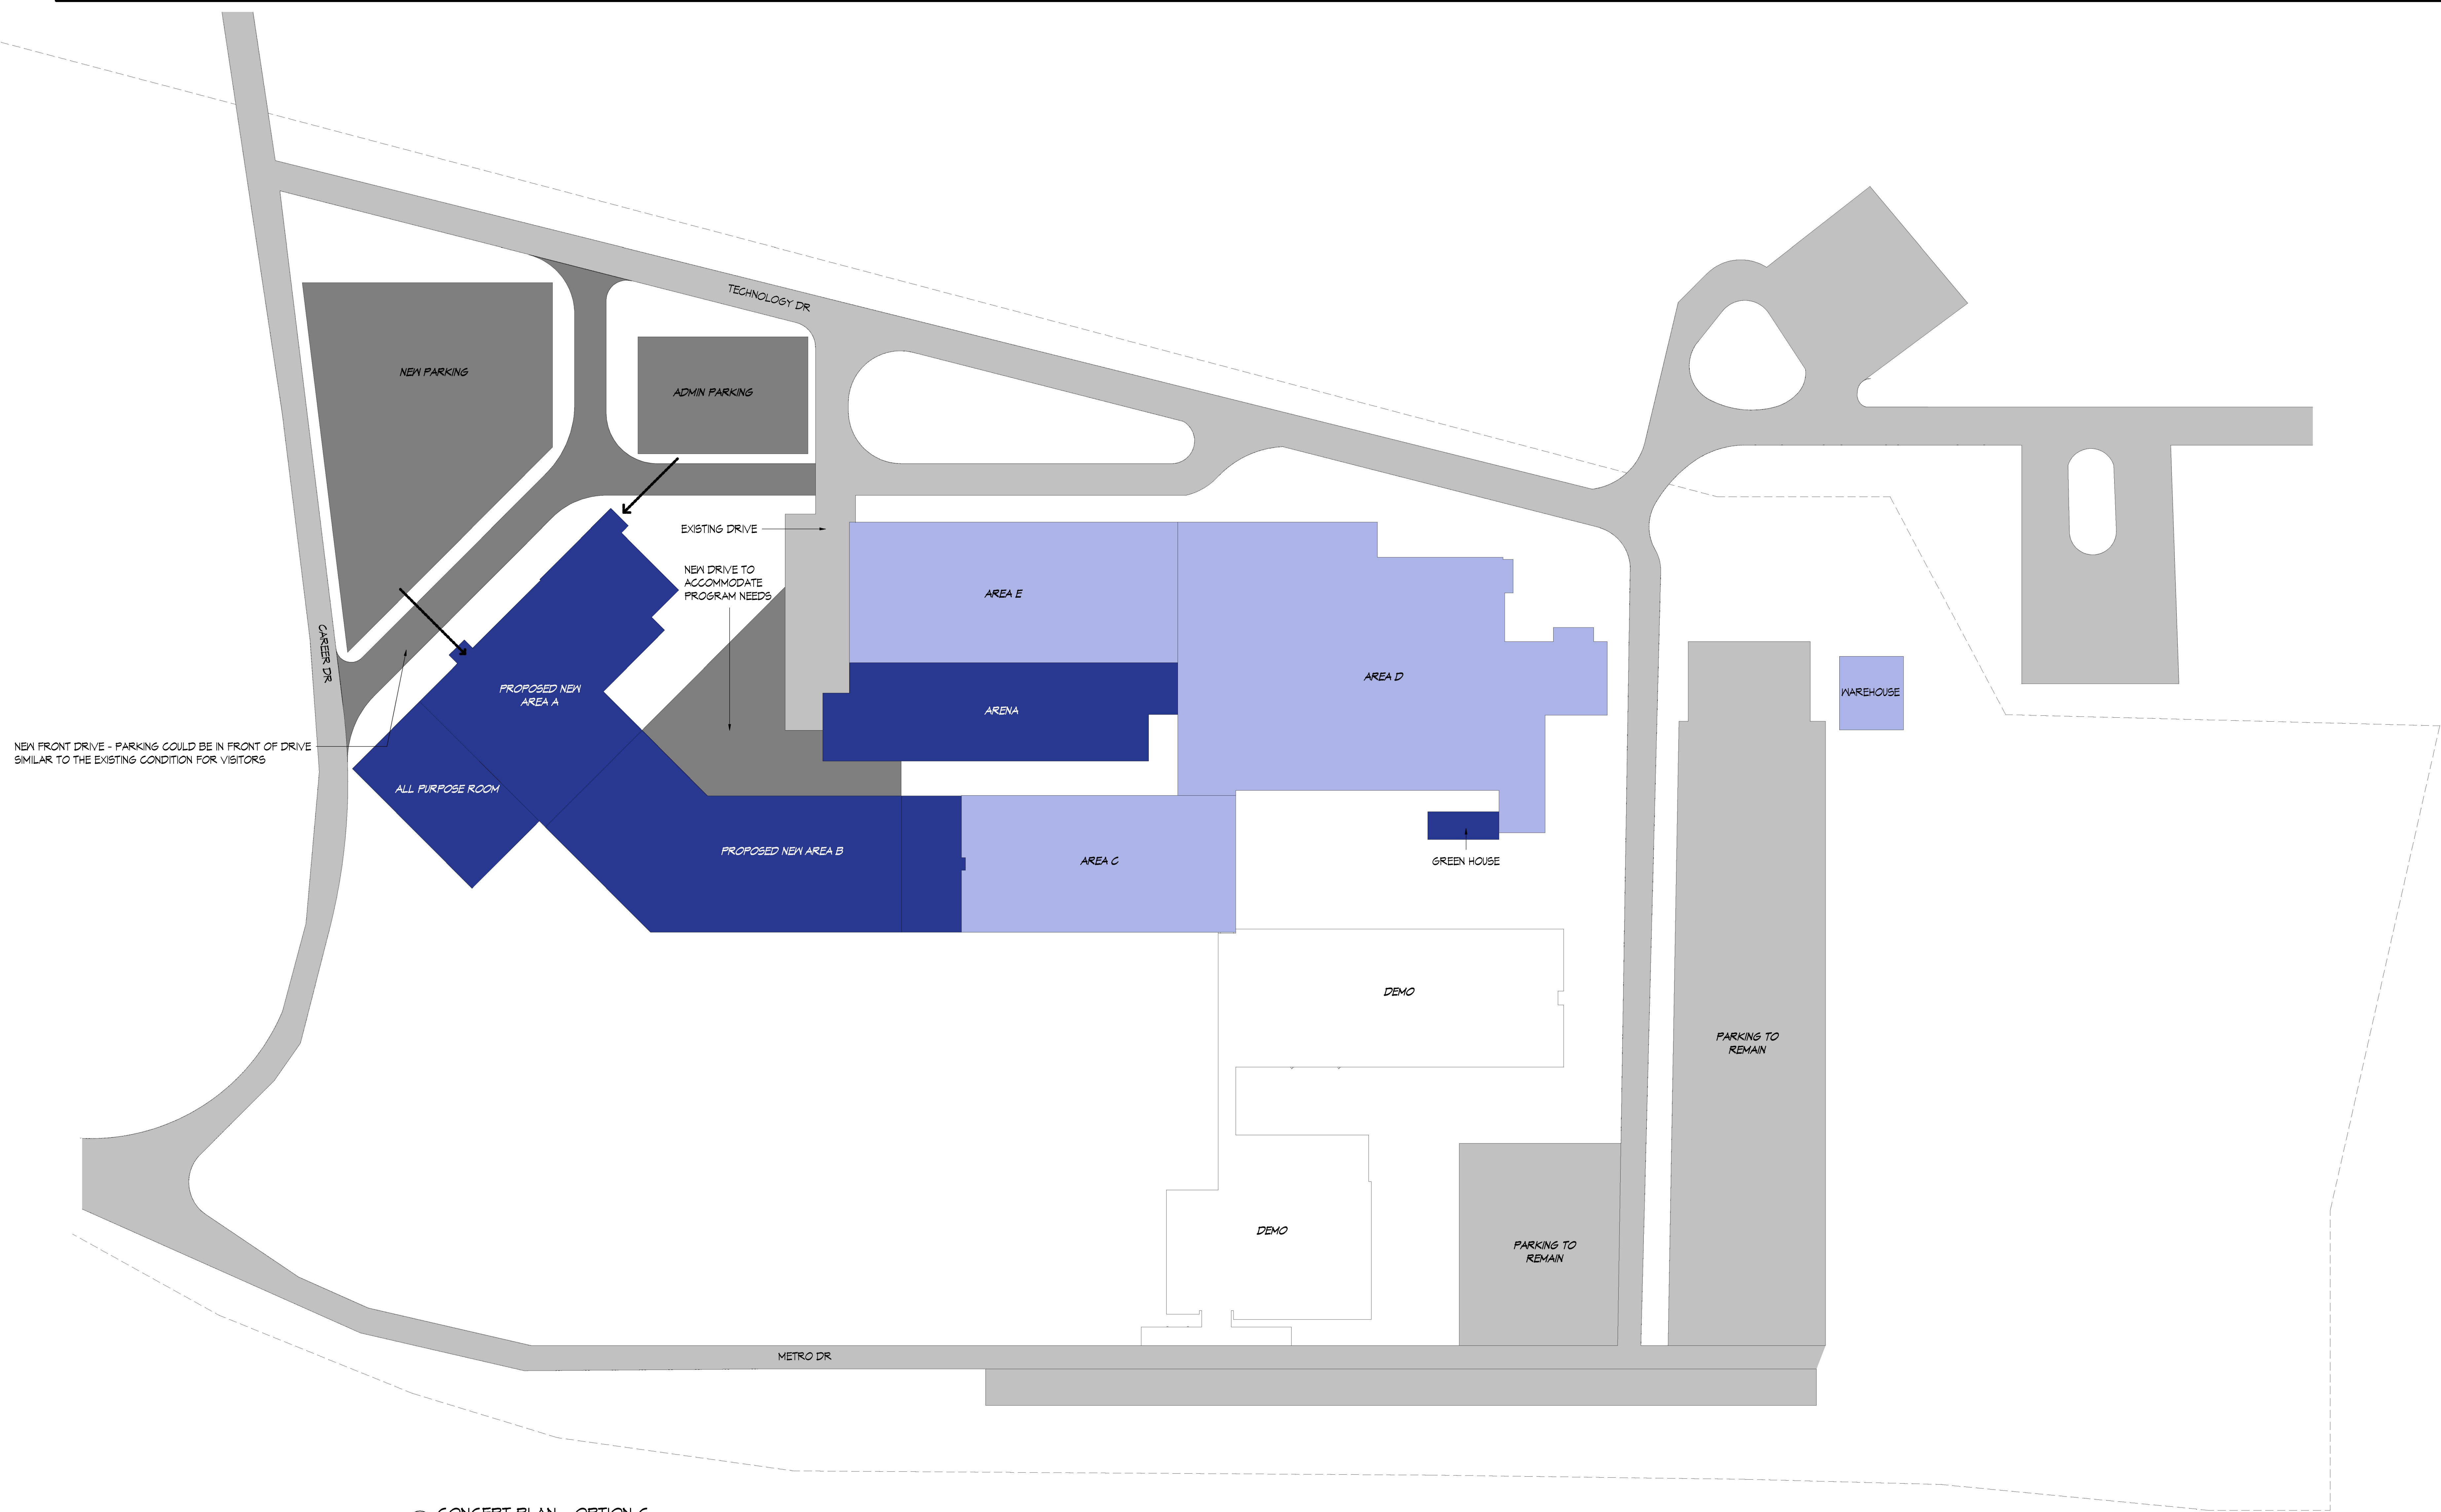 TECHNOLOGY DR
NEW PARKING
ADMIN PARKING
EXISTING DRIVE
NEW DRIVE TO
ACCOMMODATE
PROGRAM NEEDS
AREA E
CAREER DR
AREA D
PROPOSED NEW
AREA A
WAREHOUSE
ARENA
NEW FRONT DRIVE - PARKING COULD BE IN FRONT OF DRIVE
SIMILAR TO THE EXISTING CONDITION FOR VISITORS
ALL PURPOSE ROOM
PROPOSED NEW AREA B
AREA C
GREEN HOUSE
DEMO
PARKING TO
REMAIN
DEMO
PARKING TO
REMAIN
METRO DR
CONCEPT PLAN - OPTION